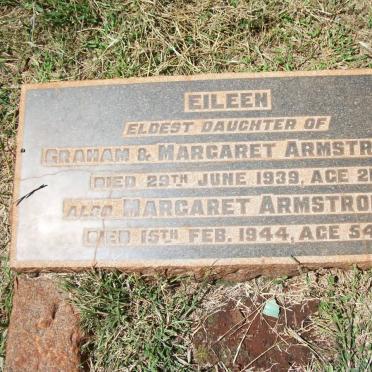 EILEEN
ELDEST DAUGHTER OF
GRAHAM & MARGARET ARMSTR
DIED 29TH JUNE 1939, AGE 2
ALSO MARGARET ARMSTRO
DIED 15TH FEB. 1944, AGE 54